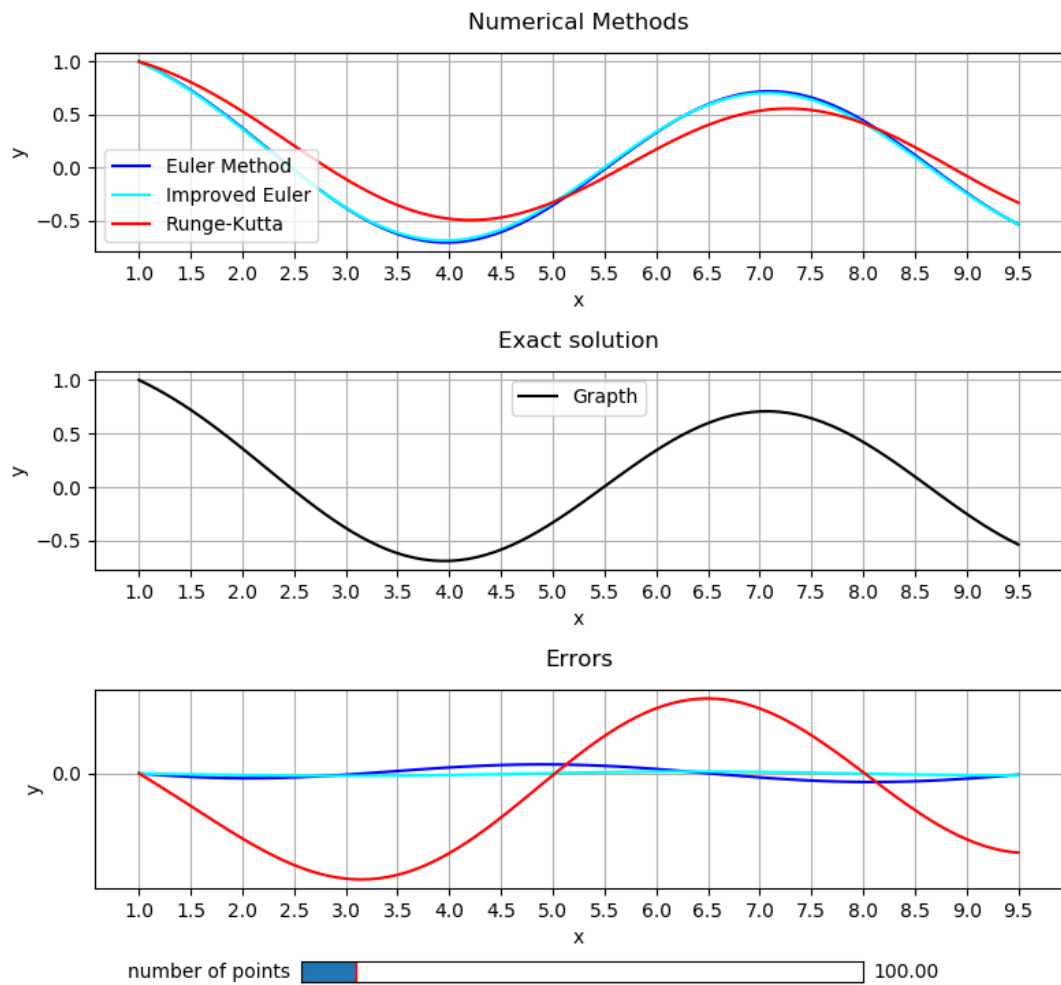 Numerical Methods
1.0
0.5
0.0
−0.5
y
Euler Method
Improved Euler
Runge-Kutta
1.0 1.5 2.0 2.5 3.0 3.5 4.0 4.5 5.0 5.5 6.0 6.5 7.0 7.5 8.0 8.5 9.0 9.5
x
Exact solution
1.0
0.5
0.0
−0.5
y
Grapth
1.0 1.5 2.0 2.5 3.0 3.5 4.0 4.5 5.0 5.5 6.0 6.5 7.0 7.5 8.0 8.5 9.0 9.5
x
Errors
0.0
y
1.0 1.5 2.0 2.5 3.0 3.5 4.0 4.5 5.0 5.5 6.0 6.5 7.0 7.5 8.0 8.5 9.0 9.5
x
number of points 100.00